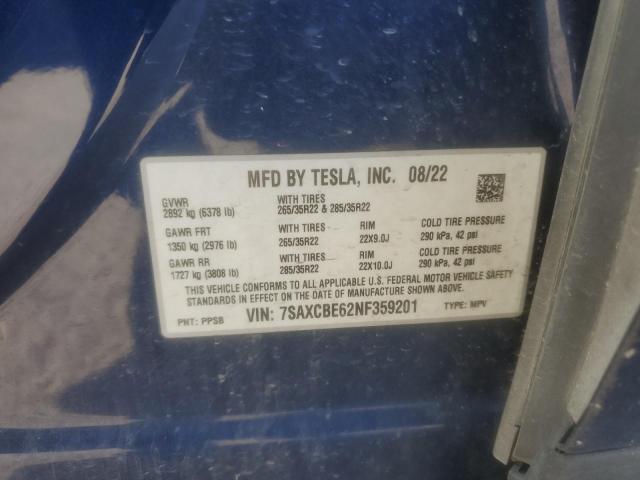 MFD BY TESLA, INC. 08/22
GVWR
2892 kg (6378 lb)
WITH TIRES
265/35R22 & 285/35R22
GAWR FRT
1350 kg (2976 lb)
WITH TIRES
265/35R22
RIM
22X9.0J
COLD TIRE PRESSURE
290 kPa, 42 psi
GAWR RR
1727 kg (3808 lb)
WITH TIRES
285/35R22
RIM
22X10.0J
COLD TIRE PRESSURE
290 kPa, 42 psi
THIS VEHICLE CONFORMS TO ALL APPLICABLE U.S. FEDERAL MOTOR VEHICLE SAFETY
STANDARDS IN EFFECT ON THE DATE OF MANUFACTURE SHOWN ABOVE.
PNT: PPSB VIN: 7SAXCBE62NF359201 TYPE: MPV